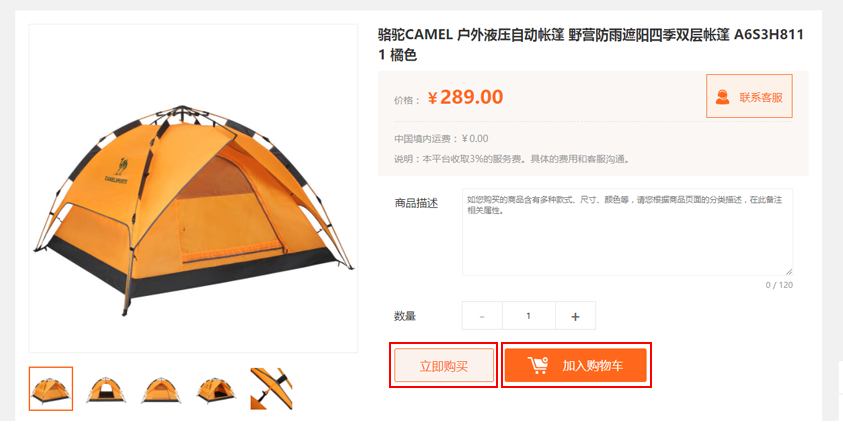 骆驼CAMEL 户外液压自动帐篷 野营防雨遮阳四季双层帐篷 A6S3H811
1 橘色
价格： ￥289.00
联系客服
中国境内运费：￥0.00
说明：本平台收取3%的服务费。具体的费用和客服沟通。
商品描述
如您购买的商品含有多种款式、尺寸、颜色等，请您根据商品页面的分类描述，在此备注
相关属性。
0 / 120
数量
- 1 +
立即购买
加入购物车
CAMEL